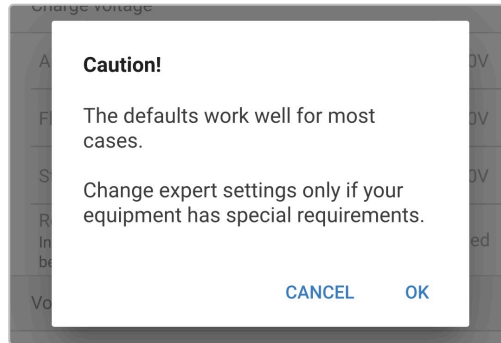 Charge voltage
Caution!
The defaults work well for most
cases.
Change expert settings only if your
equipment has special requirements.
CANCEL OK